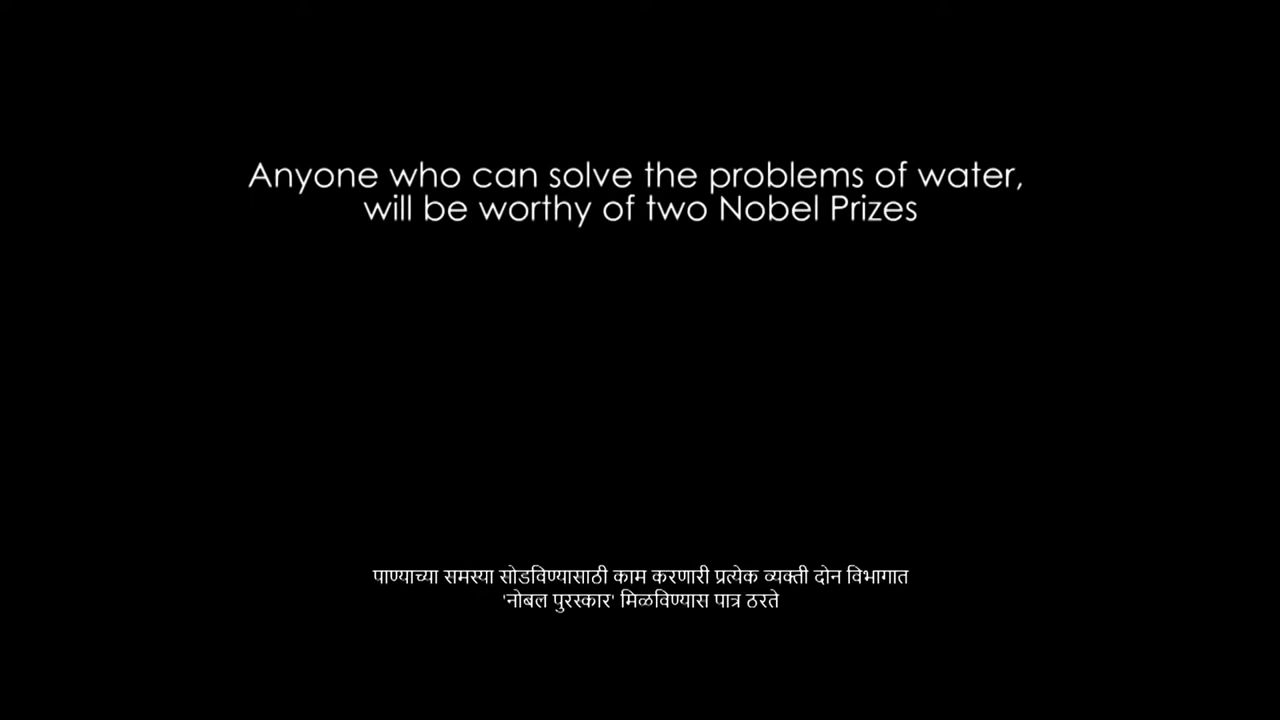 Anyone who can solve the problems of water,
will be worthy of two Nobel Prizes
पाण्याच्या समस्या सोडविण्यासाठी काम करणारी प्रत्येक व्यक्ती दोन विभागात
'नोबल पुरस्कार' मिळविण्यास पात्र ठरते